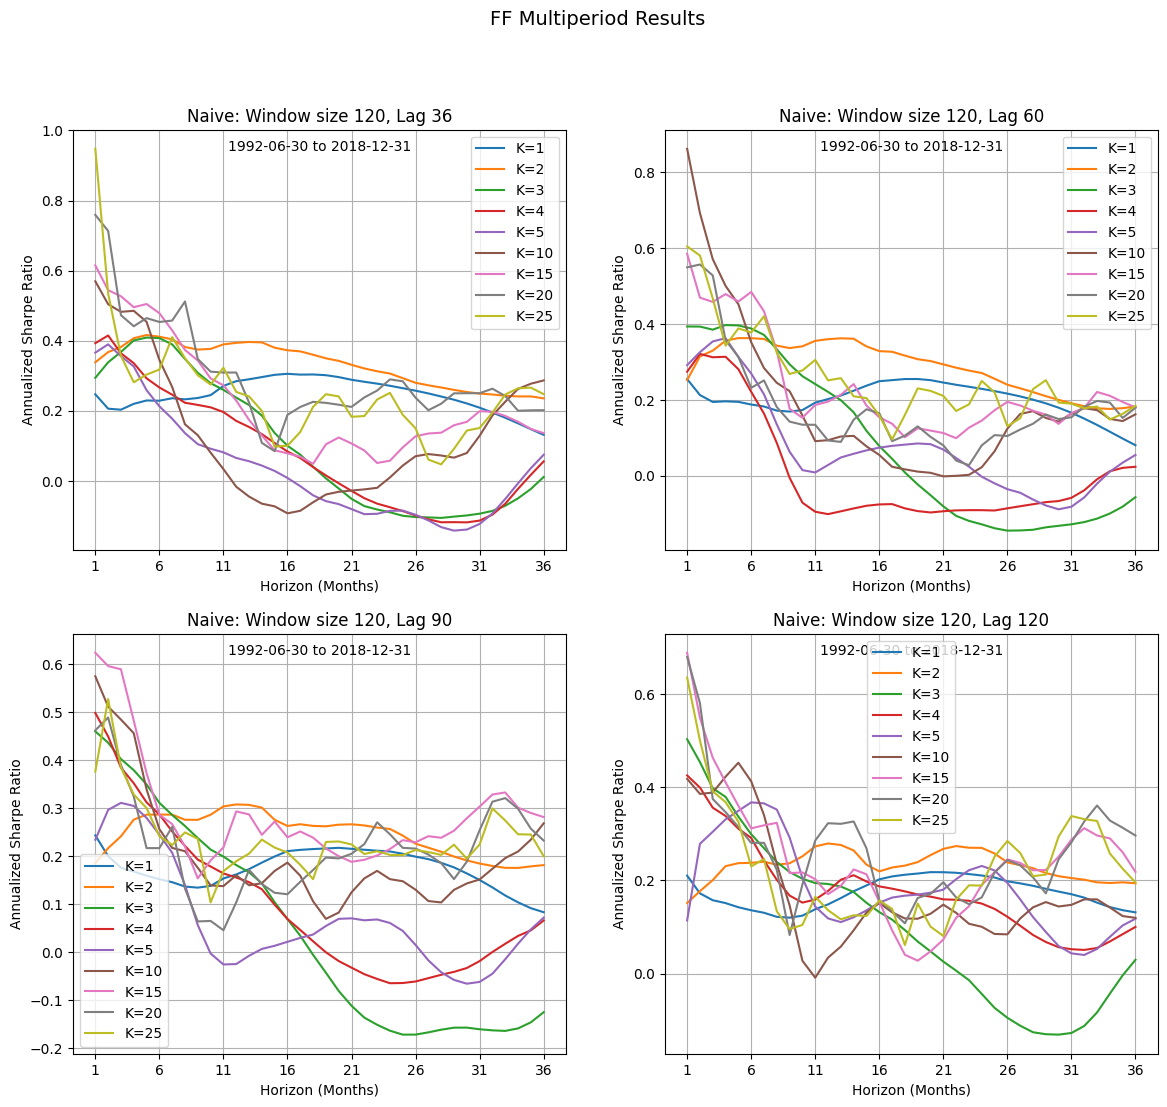 FF Multiperiod Results
Naive: Window size 120, Lag 36
1992-06-30 to 2018-12-31
Annualized Sharpe Ratio
1.0
0.8
0.6
0.4
0.2
0.0
K=1
K=2
K=3
K=4
K=5
K=10
K=15
K=20
K=25
1 6 11 16 21 26 31 36
Horizon (Months)
Naive: Window size 120, Lag 60
1992-06-30 to 2018-12-31
Annualized Sharpe Ratio
0.8
0.6
0.4
0.2
0.0
K=1
K=2
K=3
K=4
K=5
K=10
K=15
K=20
K=25
1 6 11 16 21 26 31 36
Horizon (Months)
Naive: Window size 120, Lag 90
1992-06-30 to 2018-12-31
Annualized Sharpe Ratio
0.6
0.5
0.4
0.3
0.2
0.1
0.0
−0.1
−0.2
K=1
K=2
K=3
K=4
K=5
K=10
K=15
K=20
K=25
1 6 11 16 21 26 31 36
Horizon (Months)
Naive: Window size 120, Lag 120
1992-06-30 to 2018-12-31
Annualized Sharpe Ratio
0.6
0.4
0.2
0.0
K=1
K=2
K=3
K=4
K=5
K=10
K=15
K=20
K=25
1 6 11 16 21 26 31 36
Horizon (Months)